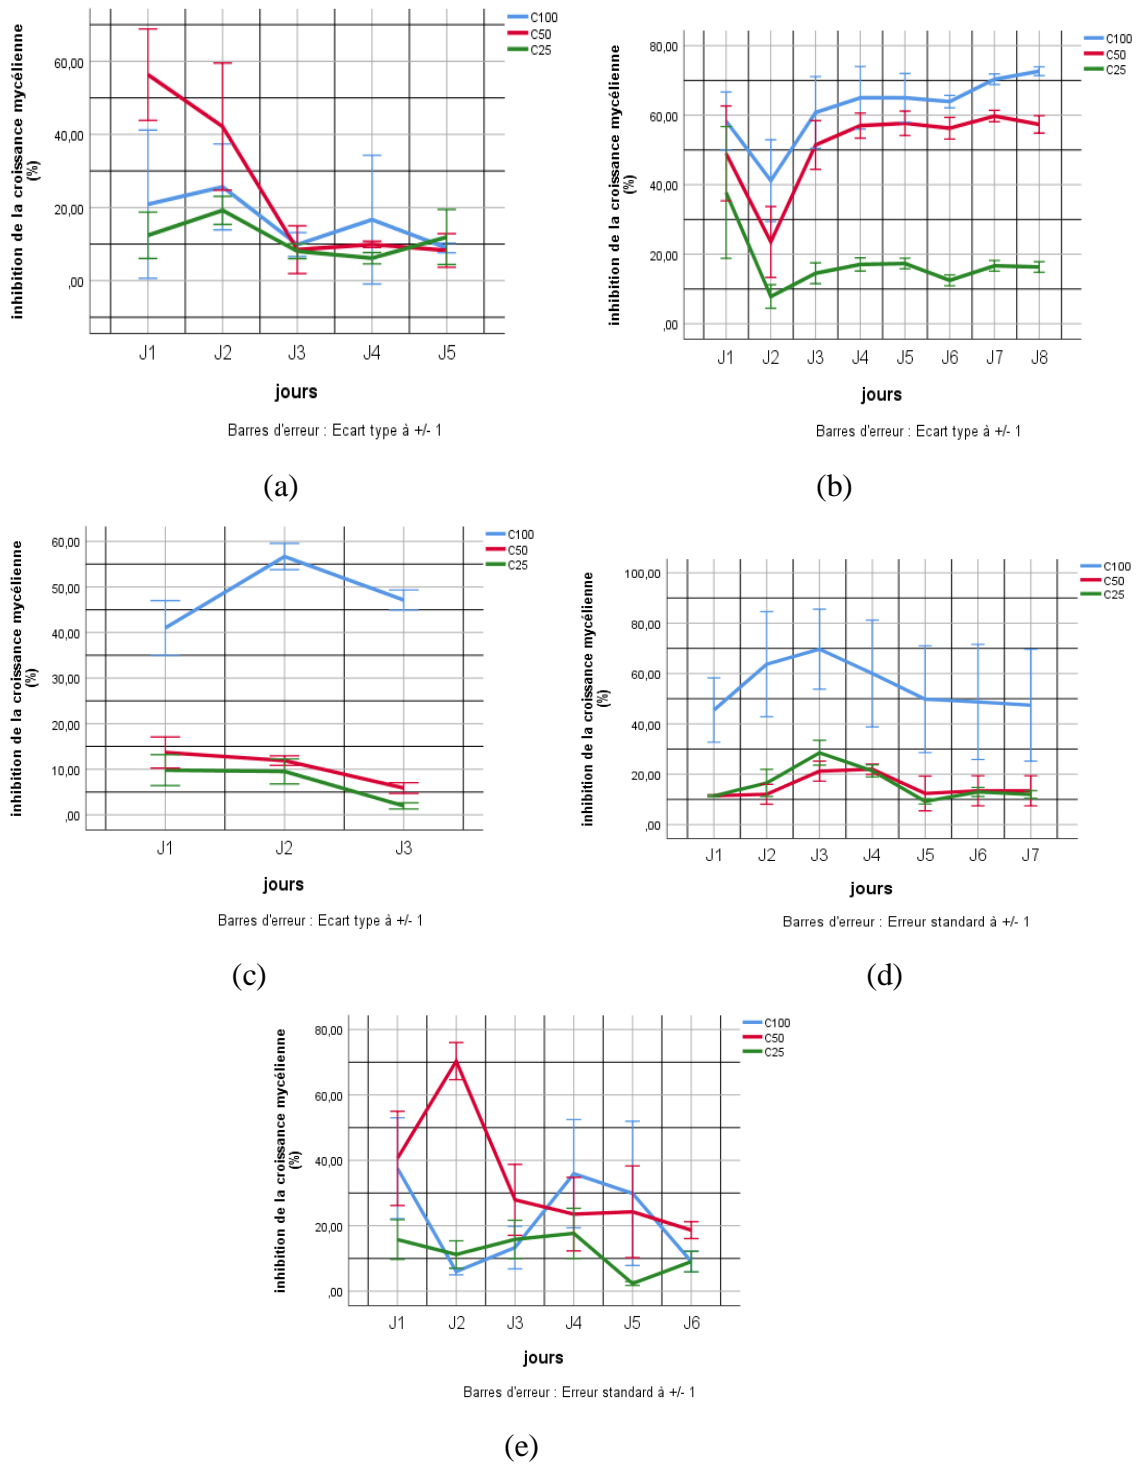 inhibition de la croissance mycélienne
(%)
60,00
40,00
20,00
,00
J1 J2 J3 J4 J5
jours
C100
C50
C25
Barres d'erreur : Ecart type à +/- 1
(a)
inhibition de la croissance mycélienne
(%)
80,00
60,00
40,00
20,00
,00
J1 J2 J3 J4 J5 J6 J7 J8
jours
C100
C50
C25
Barres d'erreur : Ecart type à +/- 1
(b)
inhibition de la croissance mycélienne
(%)
60,00
50,00
40,00
30,00
20,00
10,00
,00
J1 J2 J3
jours
C100
C50
C25
Barres d'erreur : Ecart type à +/- 1
(c)
inhibition de la croissance mycélienne
(%)
100,00
80,00
60,00
40,00
20,00
,00
J1 J2 J3 J4 J5 J6 J7
jours
C100
C50
C25
Barres d'erreur : Erreur standard à +/- 1
(d)
inhibition de la croissance mycélienne
(%)
80,00
60,00
40,00
20,00
,00
J1 J2 J3 J4 J5 J6
jours
C100
C50
C25
Barres d'erreur : Erreur standard à +/- 1
(e)